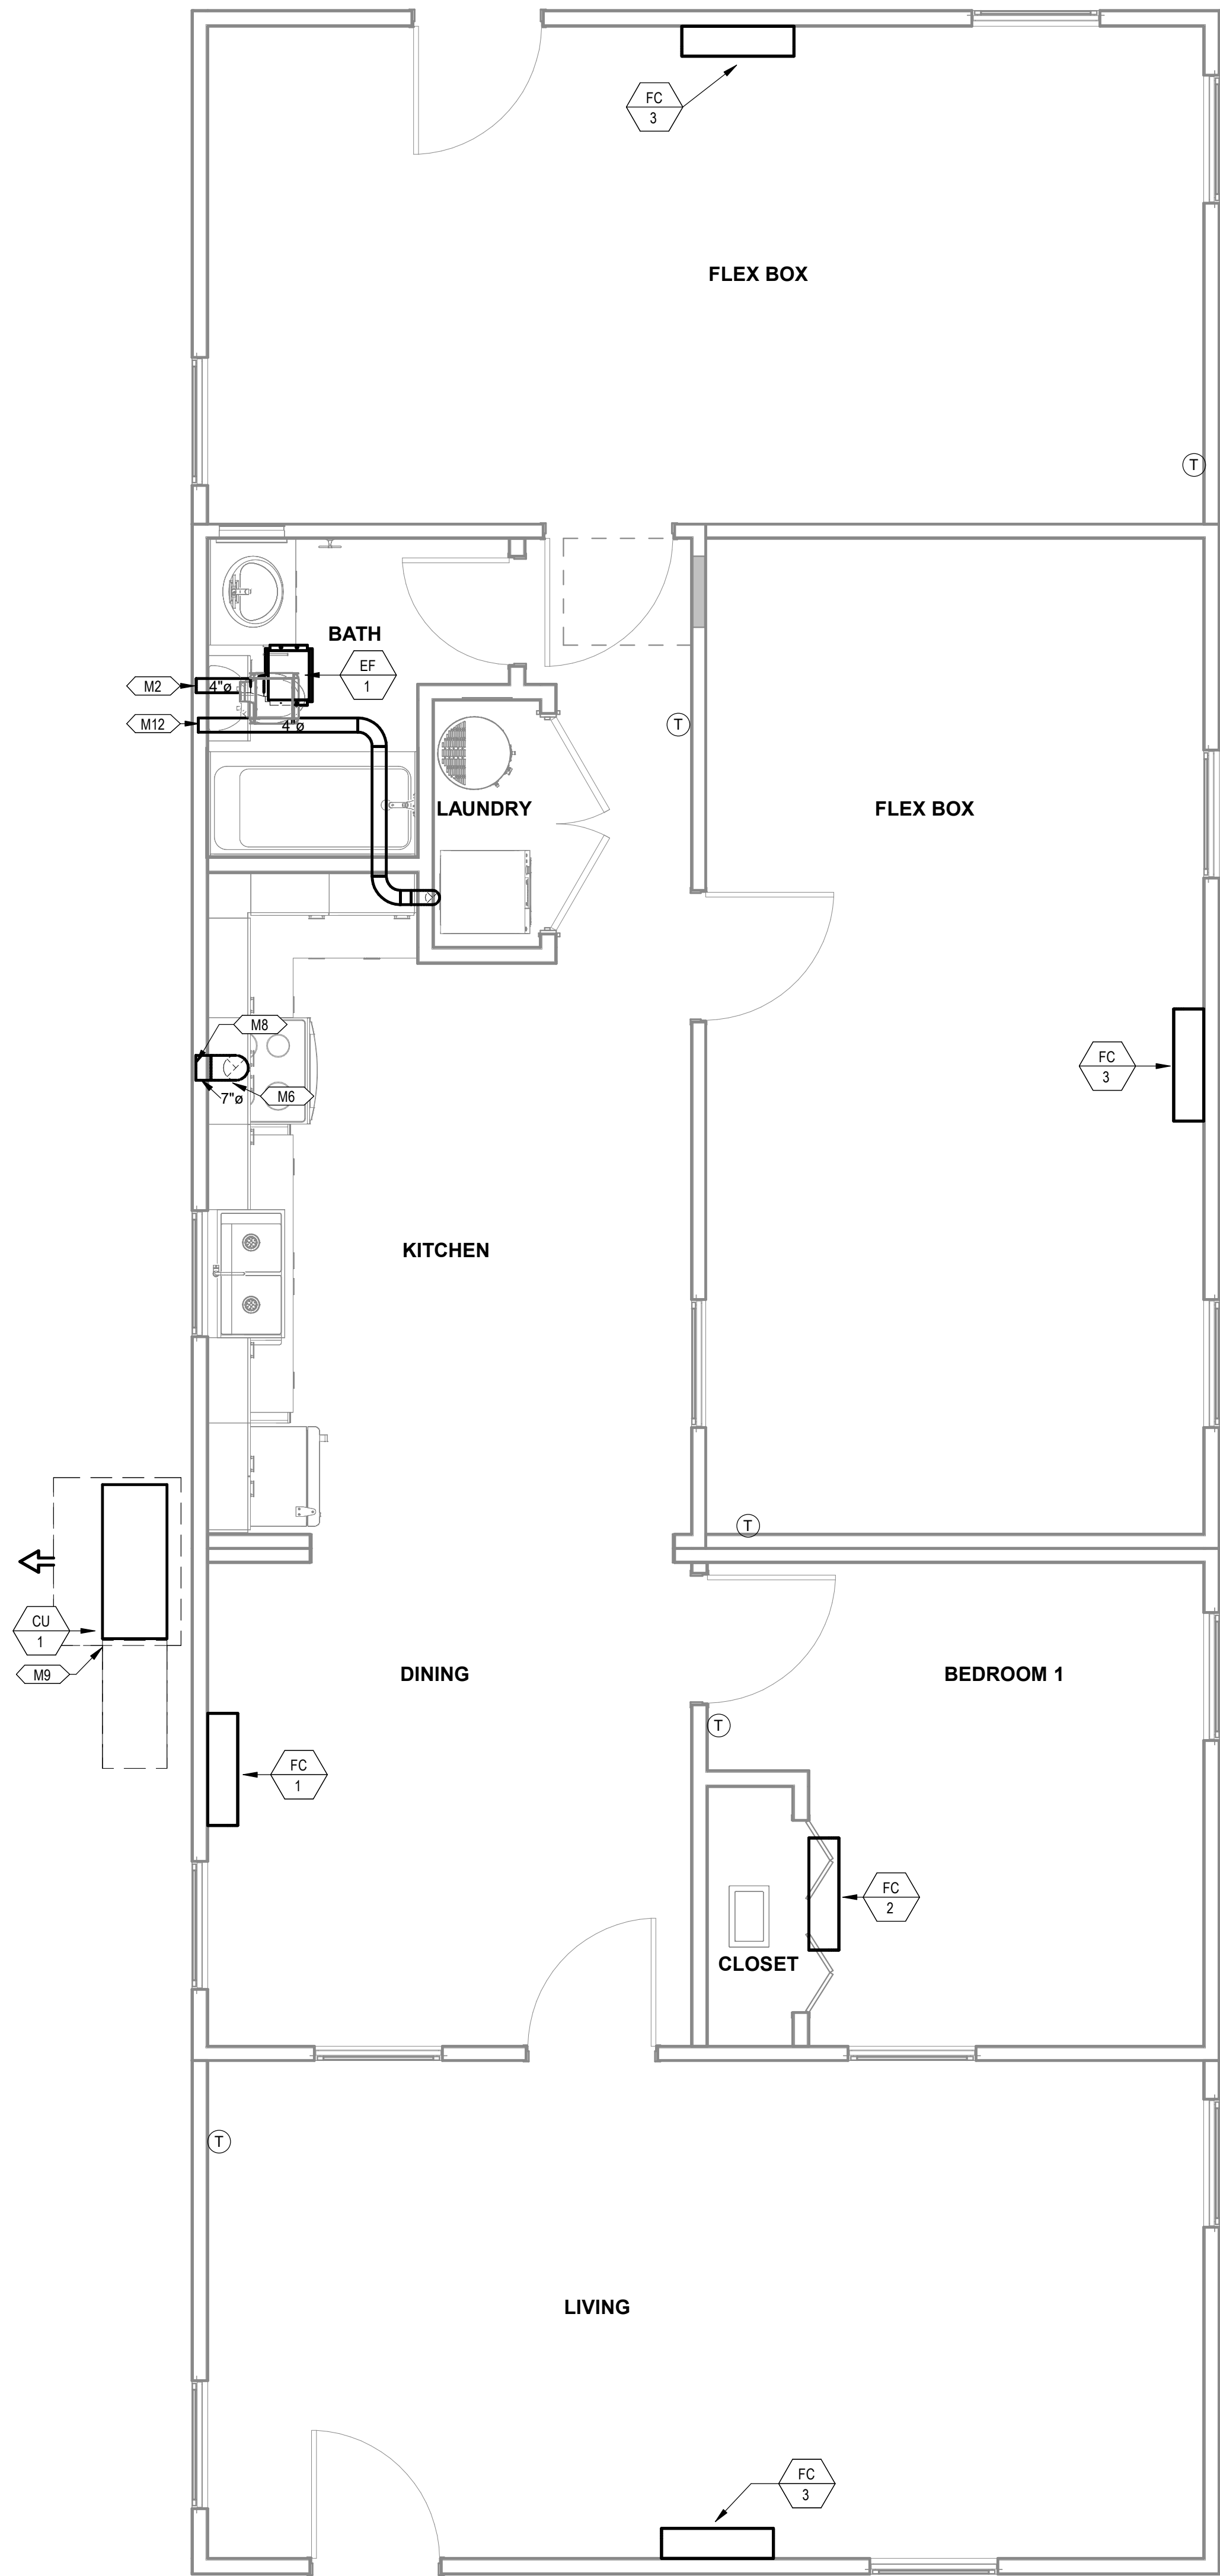 FC
3
FLEX BOX
T
BATH
EF
1
M2
4"ø
M12
4"ø
T
LAUNDRY
FLEX BOX
M8
FC
3
7"ø
M6
KITCHEN
T
CU
1
M9
DINING
BEDROOM 1
T
FC
1
FC
2
CLOSET
T
LIVING
FC
3